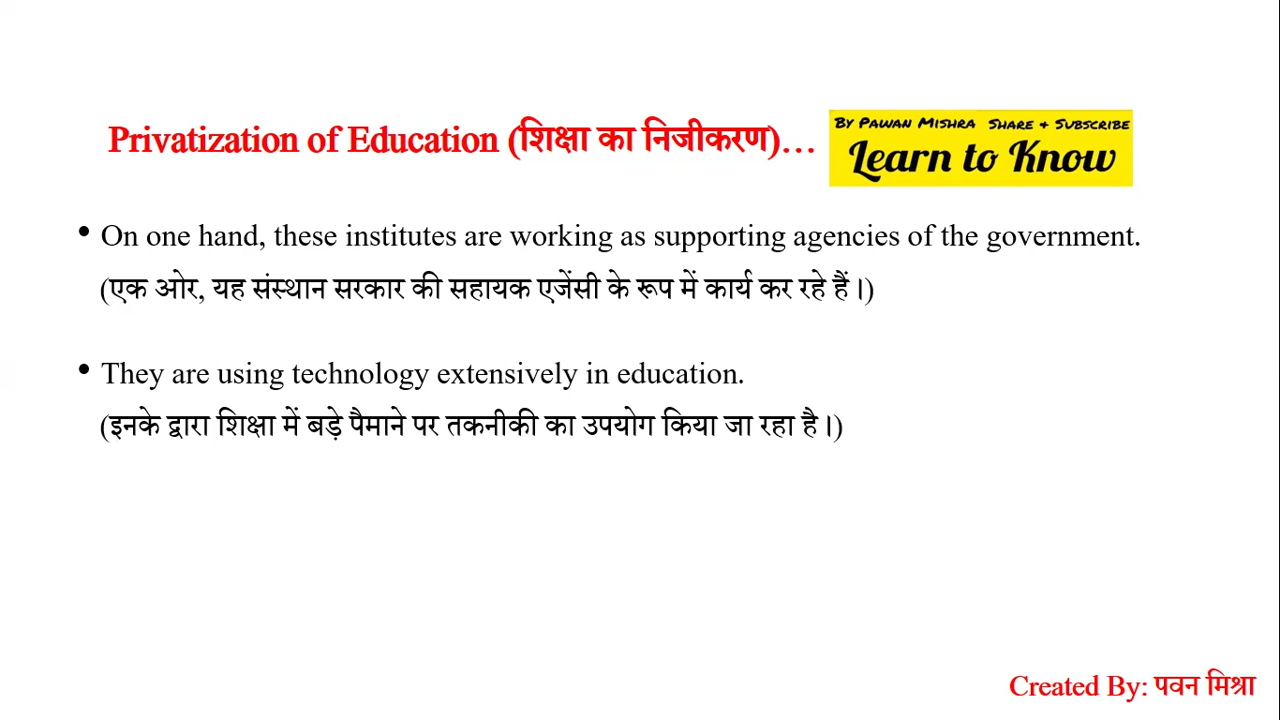 Privatization of Education (शिक्षा का निजीकरण)…
By Pawan Mishra Share & Subscribe
Learn to Know
• On one hand, these institutes are working as supporting agencies of the government.
(एक ओर, यह संस्थान सरकार की सहायक एजेंसी के रूप में कार्य कर रहे हैं।)
• They are using technology extensively in education.
(इनके द्वारा शिक्षा में बड़े पैमाने पर तकनीकी का उपयोग किया जा रहा है।)
Created By: पवन मिश्रा